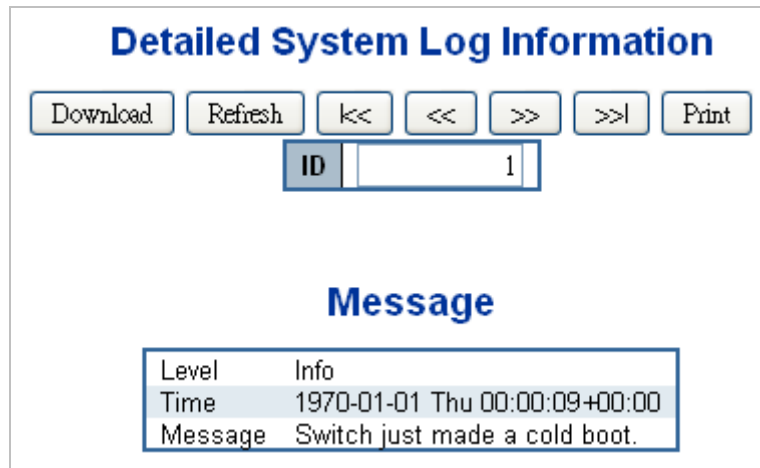 Detailed System Log Information
Download Refresh |<< << >> >>| Print
ID 1
Message
Level Info
Time 1970-01-01 Thu 00:00:09+00:00
Message Switch just made a cold boot.